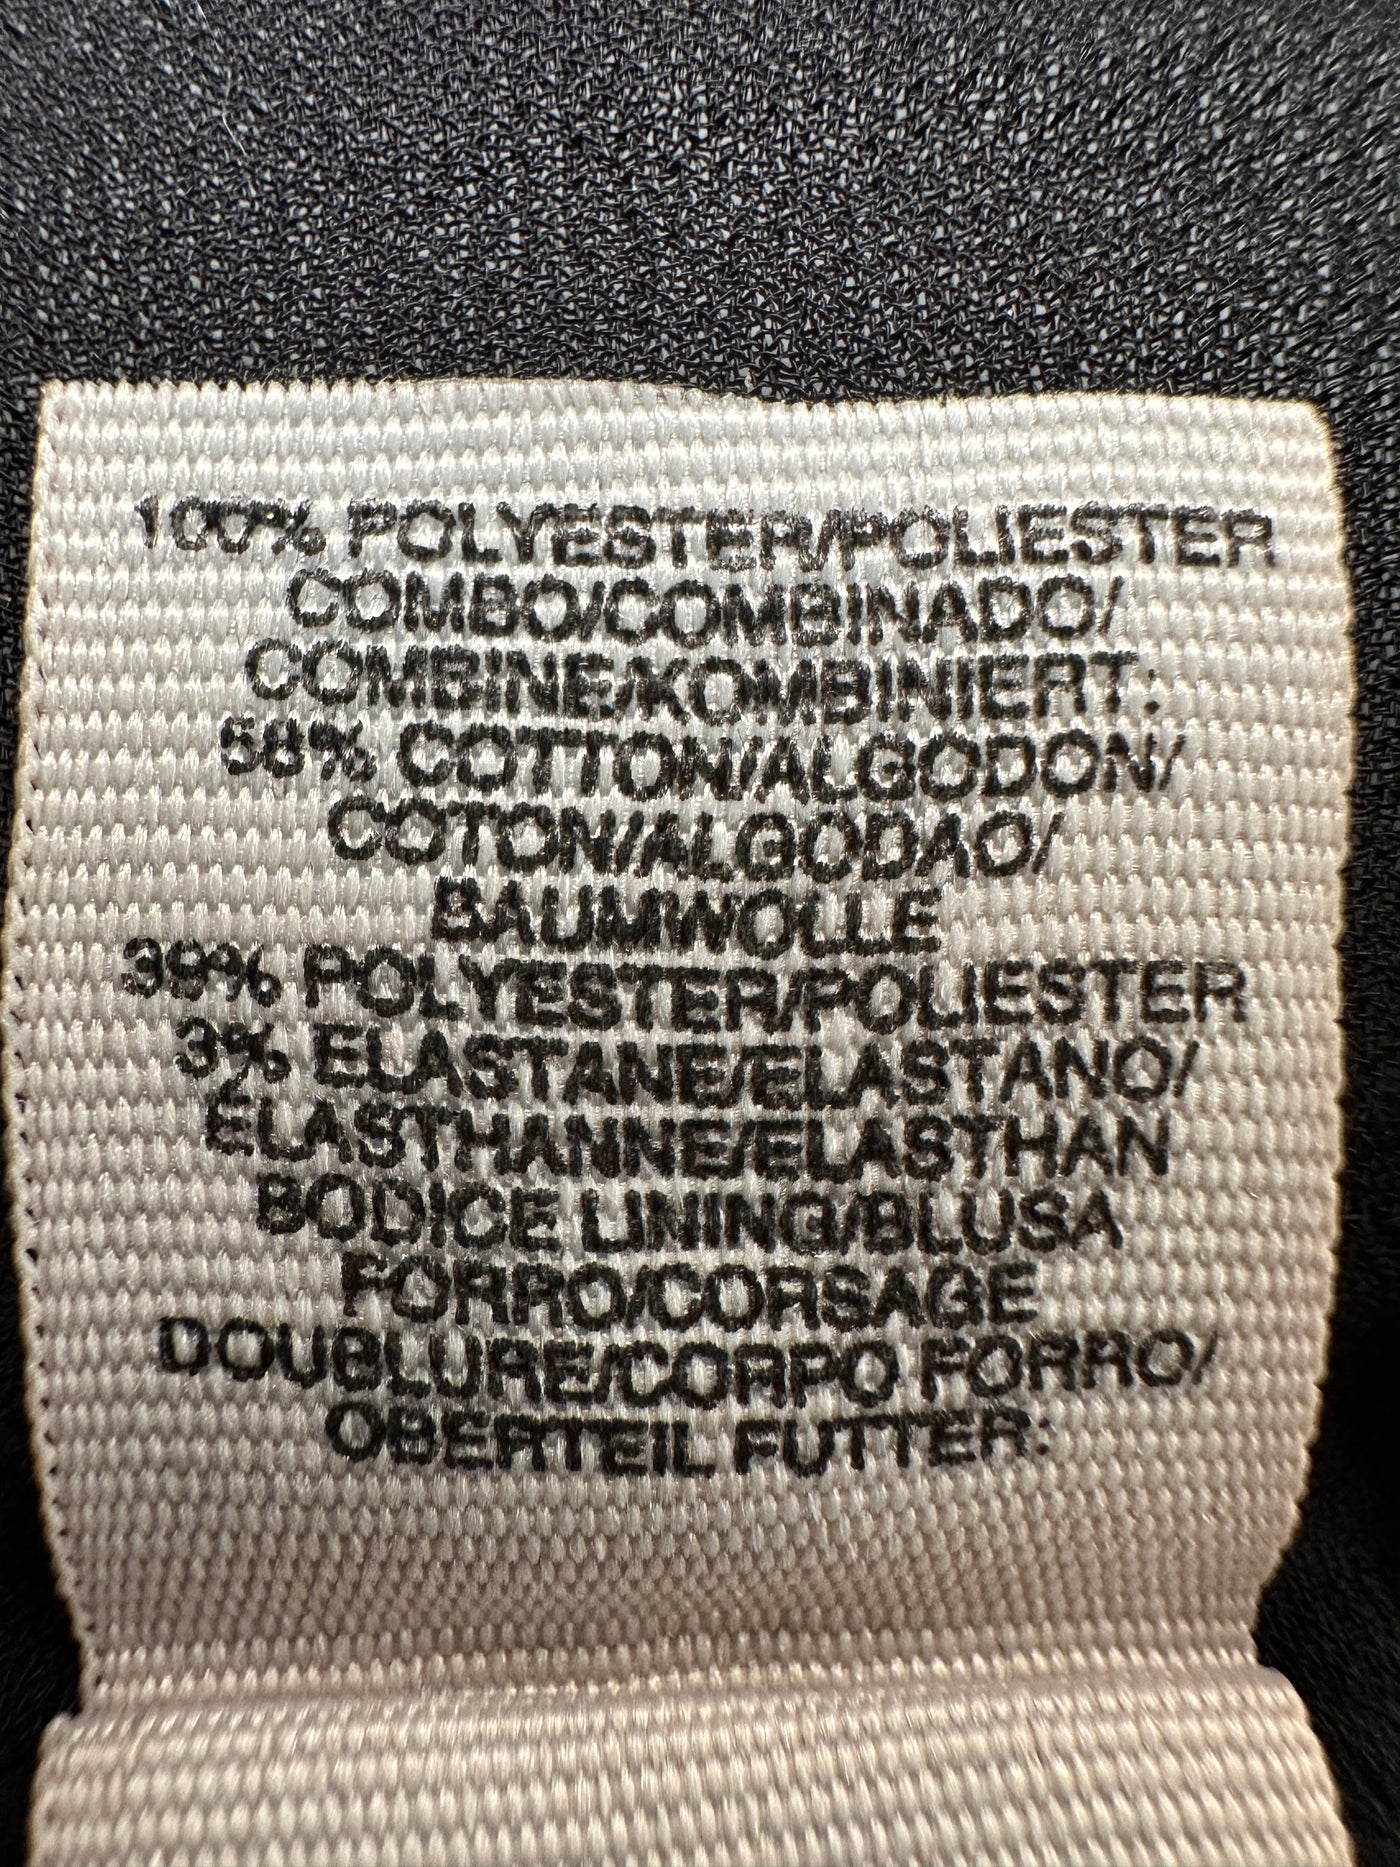 100% POLYESTER/POLIESTER
COMBO/COMBINADO/
COMBINE/KOMBINIERT:
58% COTTON/ALGODON/
COTON/ALGODAO/
BAUMWOLLE
39% POLYESTER/POLIESTER
3% ELASTANE/ELASTANO/
ELASTHANNE/ELASTHAN
BODICE LINING/BLUSA
FORRO/CORSAGE
DOUBLURE/CORPO FORRO/
OBERTEIL FUTTER: